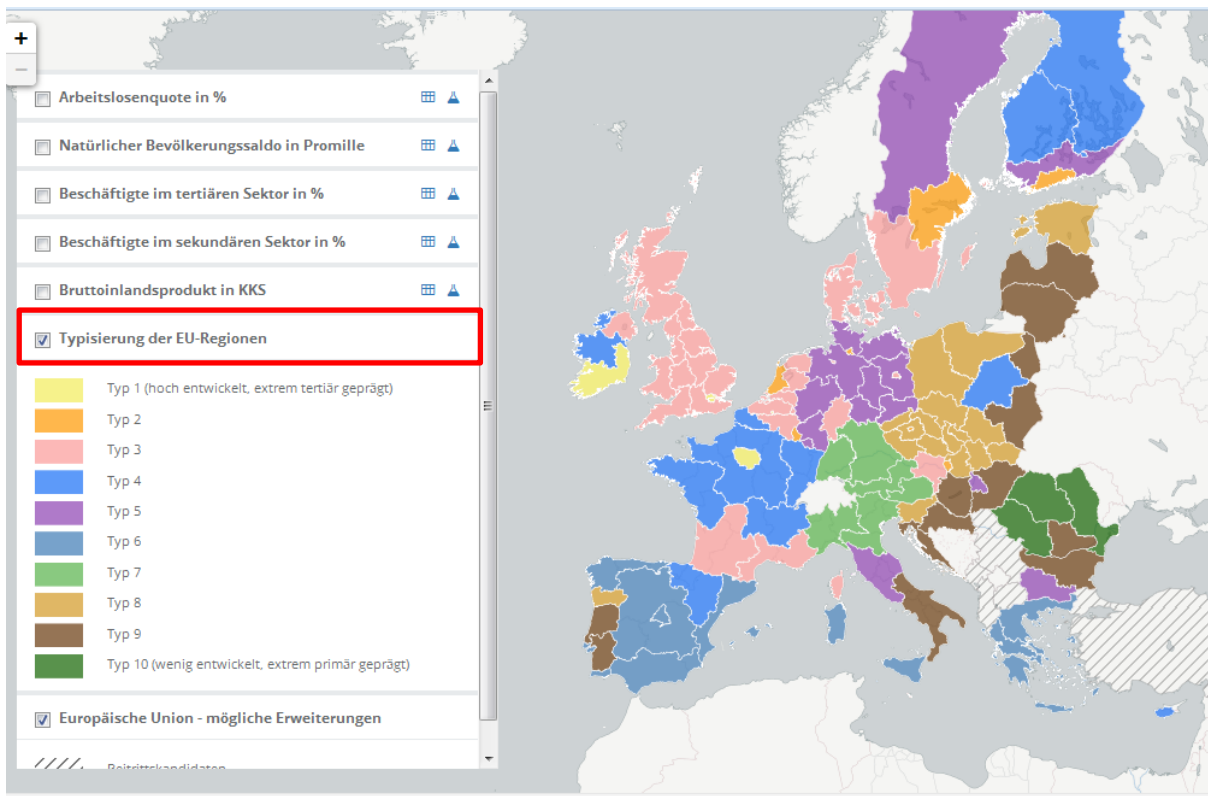 +
−
Arbeitslosenquote in %
Natürlicher Bevölkerungssaldo in Promille
Beschäftigte im tertiären Sektor in %
Beschäftigte im sekundären Sektor in %
Bruttoinlandsprodukt in KKS
Typisierung der EU-Regionen
Typ 1 (hoch entwickelt, extrem tertiär geprägt)
Typ 2
Typ 3
Typ 4
Typ 5
Typ 6
Typ 7
Typ 8
Typ 9
Typ 10 (wenig entwickelt, extrem primär geprägt)
Europäische Union - mögliche Erweiterungen
Beitrittskandidaten